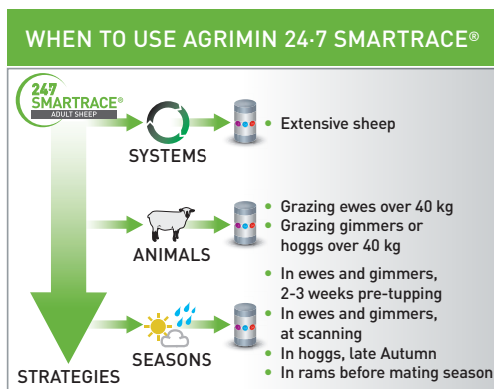 WHEN TO USE AGRIMIN 24·7 SMARTRACE®
24·7
SMARTRACE®
ADULT SHEEP
SYSTEMS
• Extensive sheep
ANIMALS
• Grazing ewes over 40 kg
• Grazing gimmers or
hoggs over 40 kg
SEASONS
• In ewes and gimmers,
2-3 weeks pre-tupping
• In ewes and gimmers,
at scanning
• In hoggs, late Autumn
• In rams before mating season
STRATEGIES